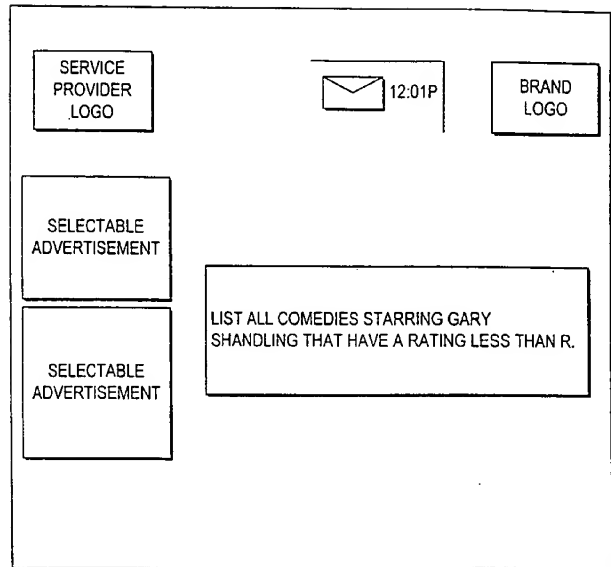 SERVICE
PROVIDER
LOGO
12:01P
BRAND
LOGO
SELECTABLE
ADVERTISEMENT
LIST ALL COMEDIES STARRING GARY
SHANDLING THAT HAVE A RATING LESS THAN R.
SELECTABLE
ADVERTISEMENT